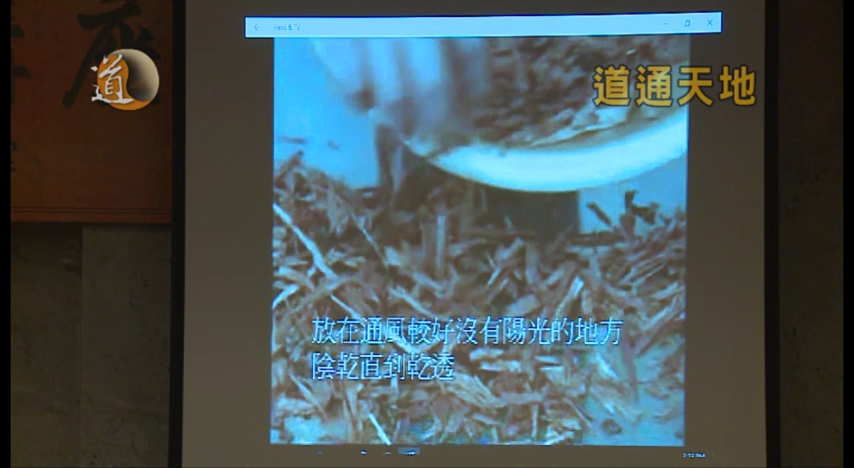 道
道通天地
放在通風較好沒有陽光的地方
陰乾直到乾透